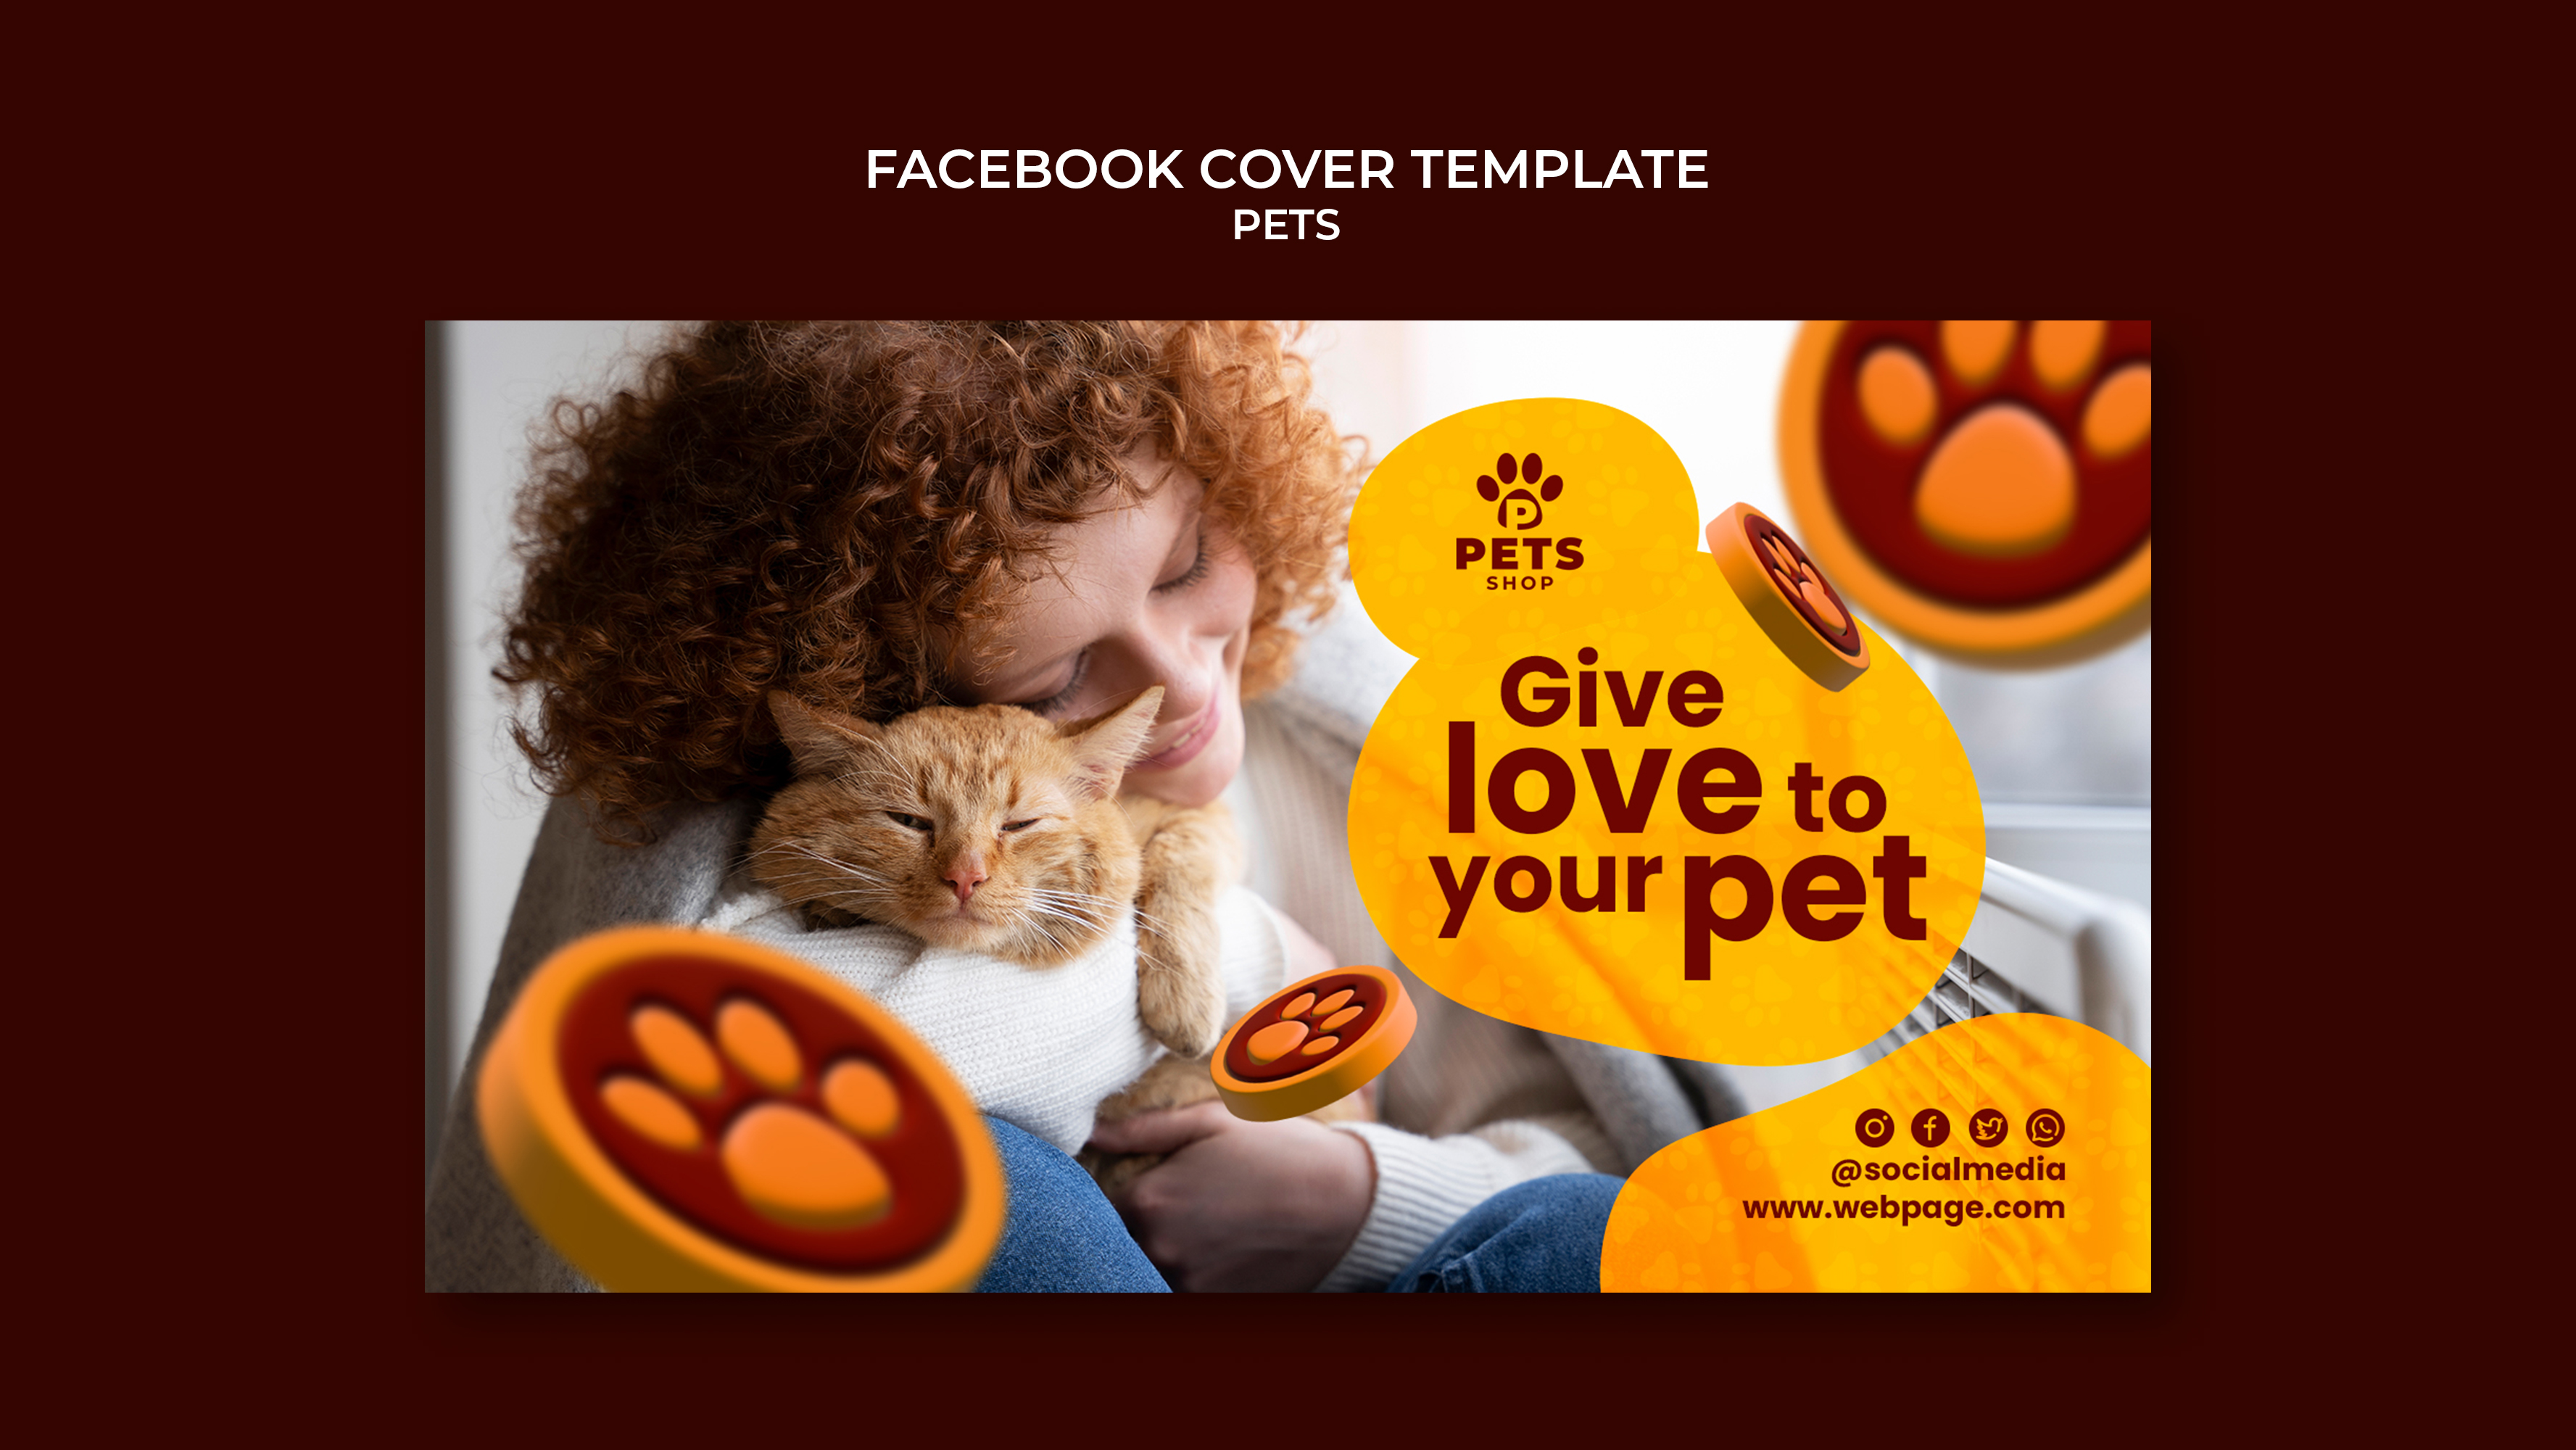 FACEBOOK COVER TEMPLATE
PETS
P
PETS
SHOP
Give
love to
your pet
@socialmedia
www.webpage.com